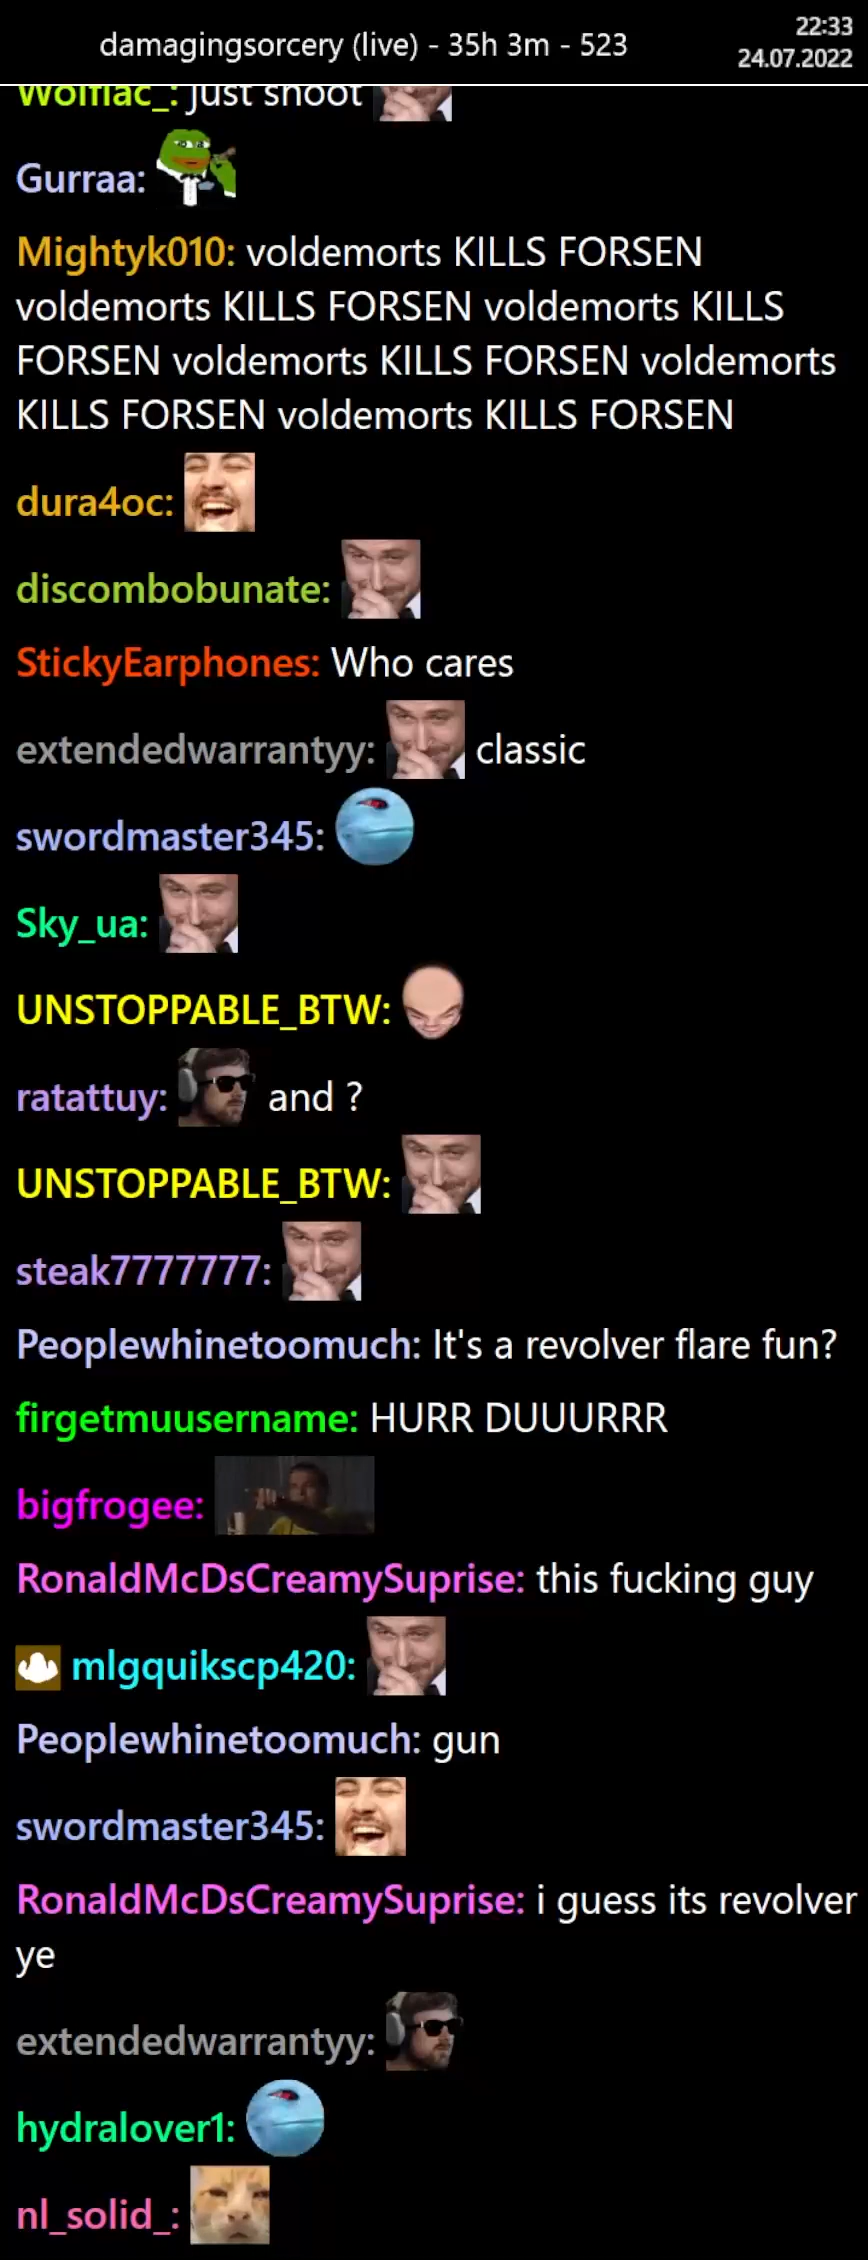 damagingsorcery (live) - 35h 3m - 523
22:33
24.07.2022
Wolflac_: just shoot
Gurraa:
Mightyk010: voldemorts KILLS FORSEN
voldemorts KILLS FORSEN voldemorts KILLS
FORSEN voldemorts KILLS FORSEN voldemorts
KILLS FORSEN voldemorts KILLS FORSEN
dura4oc:
discombobunate:
StickyEarphones: Who cares
extendedwarrantyy: classic
swordmaster345:
Sky_ua:
UNSTOPPABLE_BTW:
ratattuy: and ?
UNSTOPPABLE_BTW:
steak7777777:
Peoplewhinetoomuch: It's a revolver flare fun?
firgetmuusername: HURR DUUURRR
bigfrogee:
RonaldMcDsCreamySuprise: this fucking guy
mlgquikscp420:
Peoplewhinetoomuch: gun
swordmaster345:
RonaldMcDsCreamySuprise: i guess its revolver
ye
extendedwarrantyy:
hydralover1:
nl_solid_: